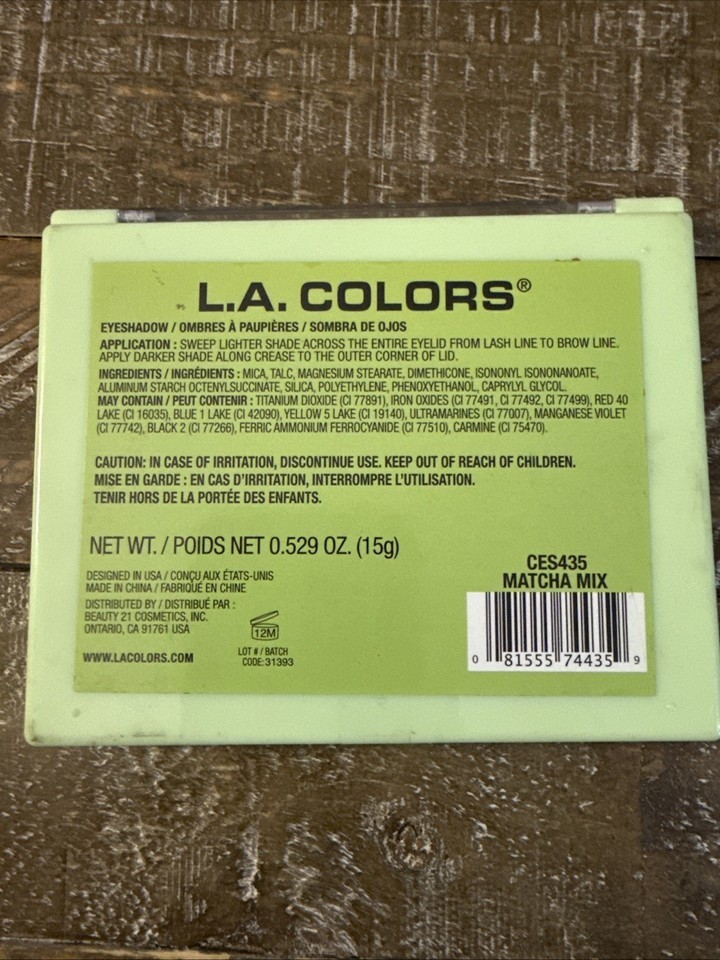 L.A. COLORS®
EYESHADOW / OMBRES À PAUPIÈRES / SOMBRA DE OJOS
APPLICATION : SWEEP LIGHTER SHADE ACROSS THE ENTIRE EYELID FROM LASH LINE TO BROW LINE.
APPLY DARKER SHADE ALONG CREASE TO THE OUTER CORNER OF LID.
INGREDIENTS / INGRÉDIENTS : MICA, TALC, MAGNESIUM STEARATE, DIMETHICONE, ISONONYL ISONONANOATE,
ALUMINUM STARCH OCTENYLSUCCINATE, SILICA, POLYETHYLENE, PHENOXYETHANOL, CAPRYLYL GLYCOL.
MAY CONTAIN / PEUT CONTENIR : TITANIUM DIOXIDE (CI 77891), IRON OXIDES (CI 77491, CI 77492, CI 77499), RED 40
LAKE (CI 16035), BLUE 1 LAKE (CI 42090), YELLOW 5 LAKE (CI 19140), ULTRAMARINES (CI 77007), MANGANESE VIOLET
(CI 77742), BLACK 2 (CI 77266), FERRIC AMMONIUM FERROCYANIDE (CI 77510), CARMINE (CI 75470).
CAUTION: IN CASE OF IRRITATION, DISCONTINUE USE. KEEP OUT OF REACH OF CHILDREN.
MISE EN GARDE : EN CAS D'IRRITATION, INTERROMPRE L'UTILISATION.
TENIR HORS DE LA PORTÉE DES ENFANTS.
NET WT. / POIDS NET 0.529 OZ. (15g)
DESIGNED IN USA / CONÇU AUX ÉTATS-UNIS
MADE IN CHINA / FABRIQUÉ EN CHINE
DISTRIBUTED BY / DISTRIBUÉ PAR :
BEAUTY 21 COSMETICS, INC.
ONTARIO, CA 91761 USA
WWW.LACOLORS.COM
12M
LOT # / BATCH
CODE: 31393
CES435
MATCHA MIX
0 81555 74435 9